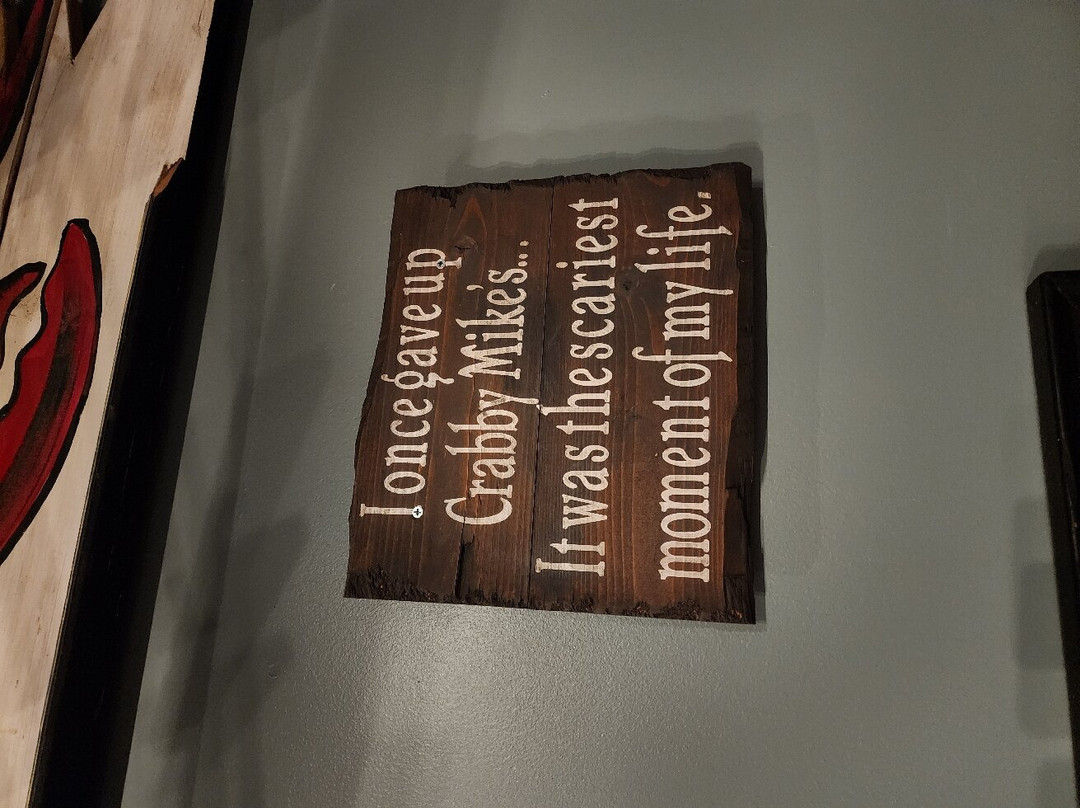 I once gave up
Crabby Mike's...
It was the scariest
moment of my life.